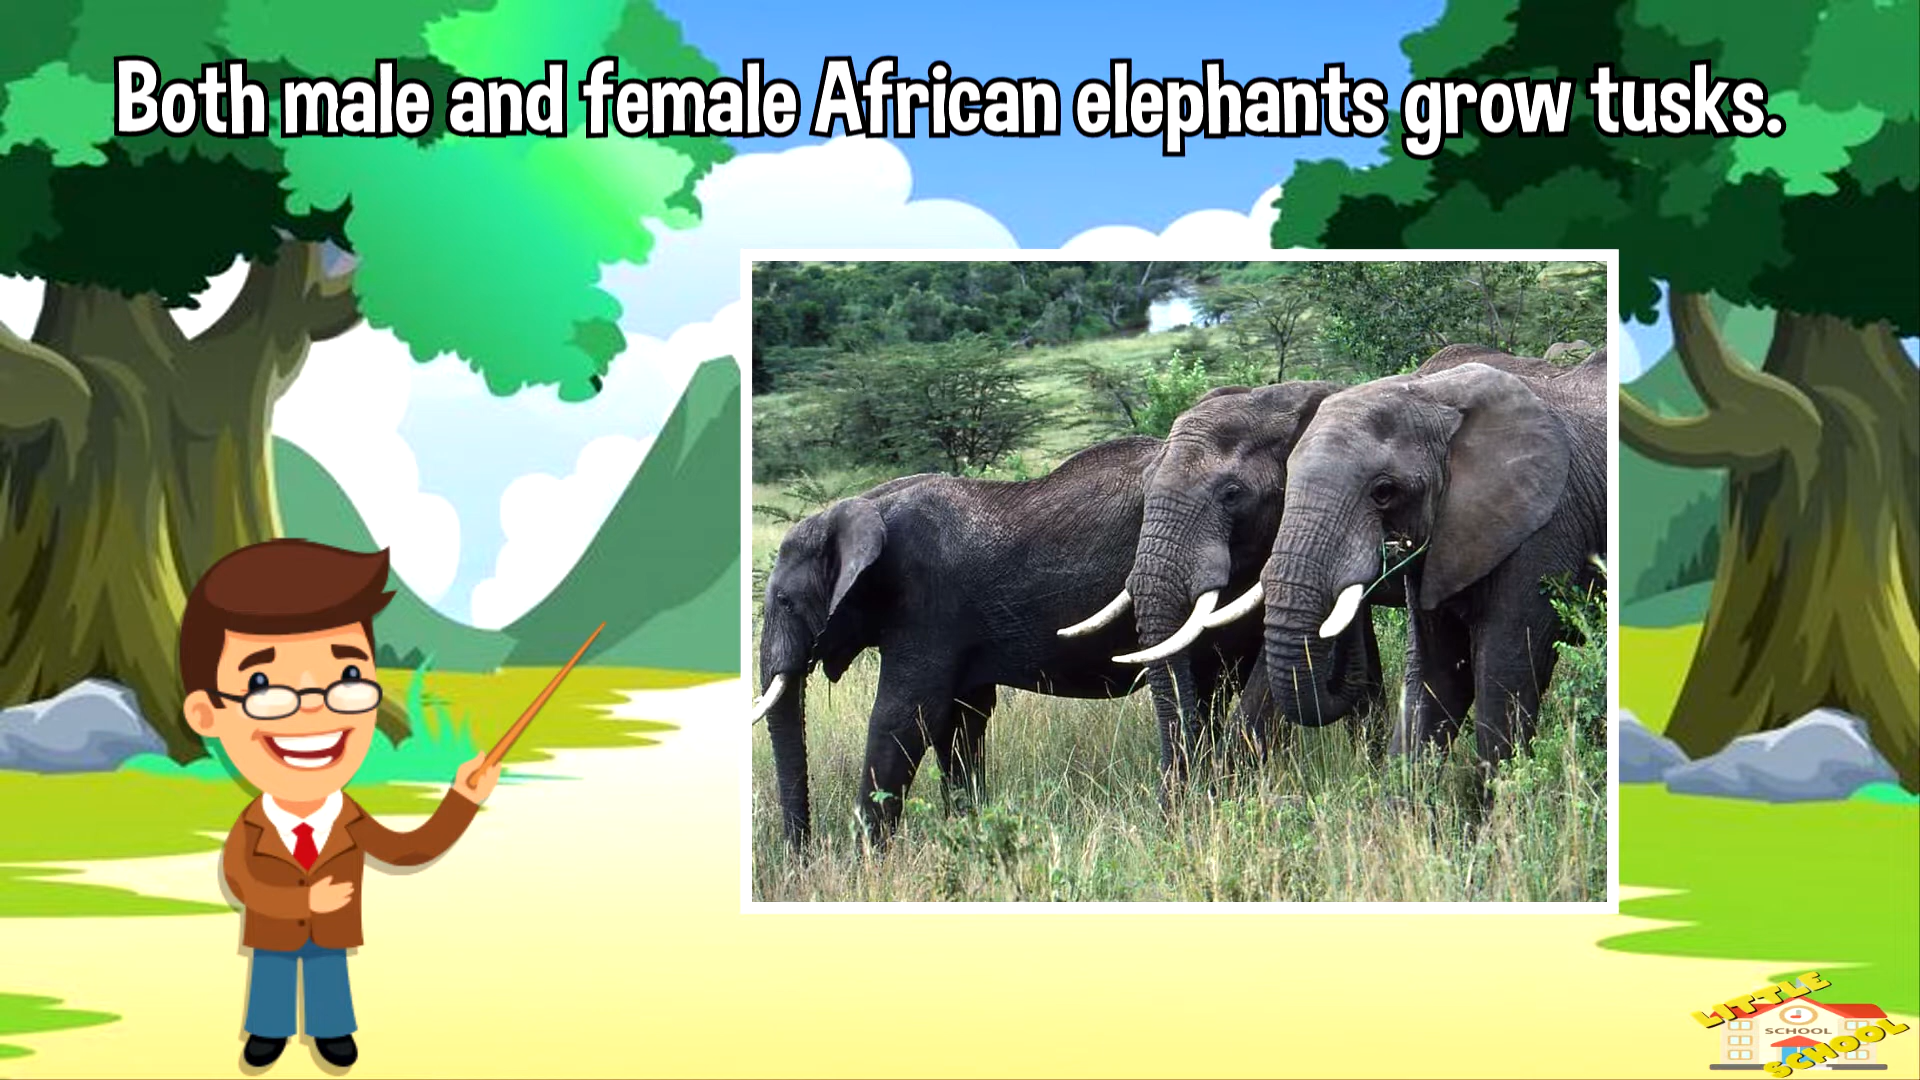 Both male and female African elephants grow tusks.
LITTLE
SCHOOL
SCHOOL